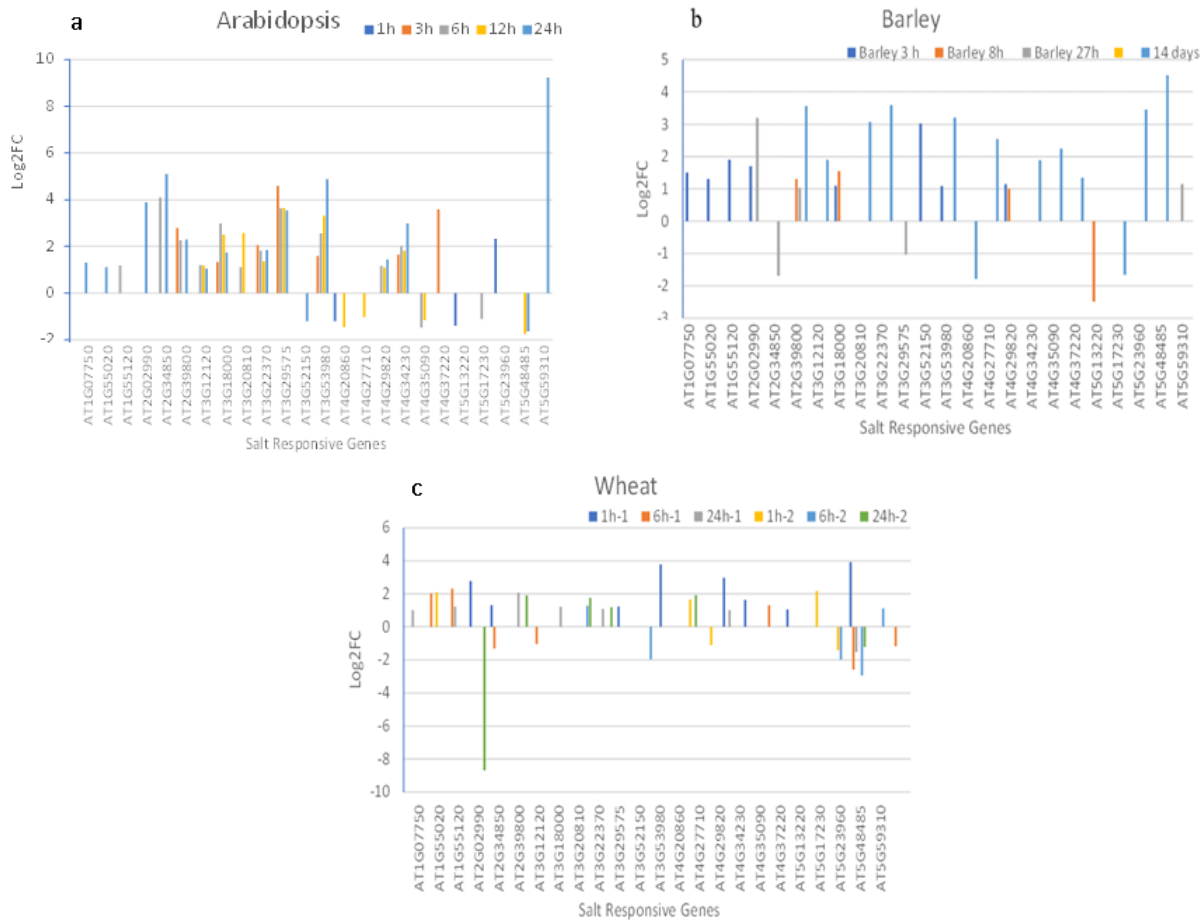 a
Arabidopsis
1h 3h 6h 12h 24h
10
8
6
4
2
0
-2
Log2FC
AT1G07750
AT1G55020
AT1G55120
AT2G02990
AT2G34850
AT2G39800
AT3G12120
AT3G18000
AT3G20810
AT3G22370
AT3G29575
AT3G52150
AT3G53980
AT4G20860
AT4G27710
AT4G29820
AT4G34230
AT4G35090
AT4G37220
AT5G13220
AT5G17230
AT5G23960
AT5G48485
AT5G59310
Salt Responsive Genes
b
Barley
Barley 3 h Barley 8h Barley 27h 14 days
5
4
3
2
1
0
-1
-2
-3
Log2FC
AT1G07750
AT1G55020
AT1G55120
AT2G02990
AT2G34850
AT2G39800
AT3G12120
AT3G18000
AT3G20810
AT3G22370
AT3G29575
AT3G52150
AT3G53980
AT4G20860
AT4G27710
AT4G29820
AT4G34230
AT4G35090
AT4G37220
AT5G13220
AT5G17230
AT5G23960
AT5G48485
AT5G59310
Salt Responsive Genes
c
Wheat
1h-1 6h-1 24h-1 1h-2 6h-2 24h-2
6
4
2
0
-2
-4
-6
-8
-10
Log2FC
AT1G07750
AT1G55020
AT1G55120
AT2G02990
AT2G34850
AT2G39800
AT3G12120
AT3G18000
AT3G20810
AT3G22370
AT3G29575
AT3G52150
AT3G53980
AT4G20860
AT4G27710
AT4G29820
AT4G34230
AT4G35090
AT4G37220
AT5G13220
AT5G17230
AT5G23960
AT5G48485
AT5G59310
Salt Responsive Genes